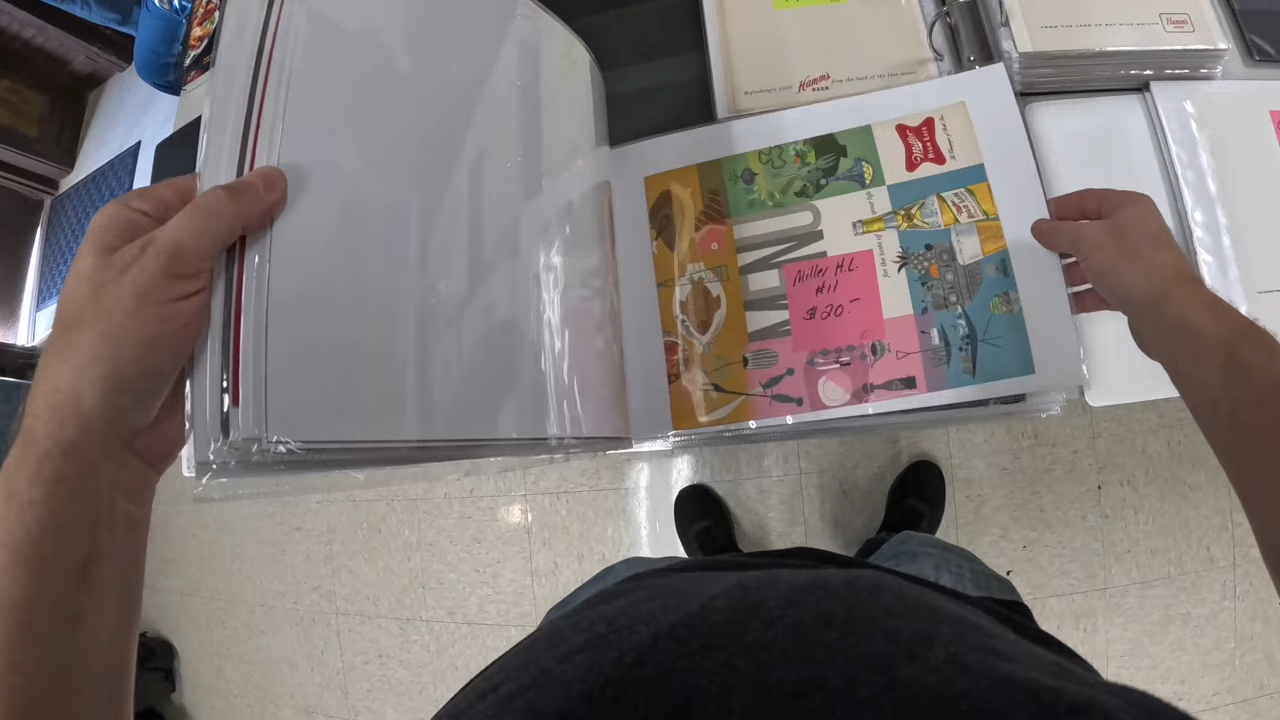 Refreshingly yours Hamm's BEER from the land of sky blue waters
FROM THE LAND OF SKY BLUE WATERS
Hamm's
Miller
HIGH LIFE
MENU
for the taste of your life
Miller H.L.
#11
$20.-